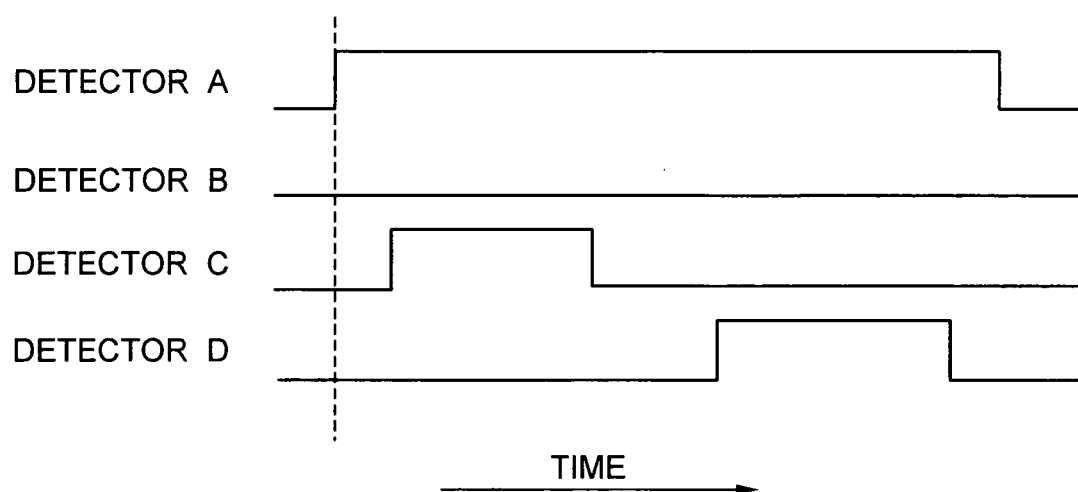 DETECTOR A
DETECTOR B
DETECTOR C
DETECTOR D
TIME